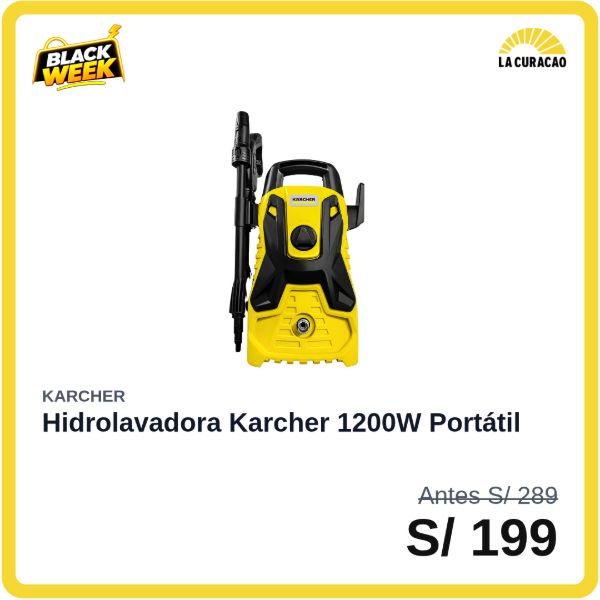 BLACK
WEEK
LA CURACAO
KARCHER
KARCHER
Hidrolavadora Karcher 1200W Portátil
Antes S/ 289
S/ 199